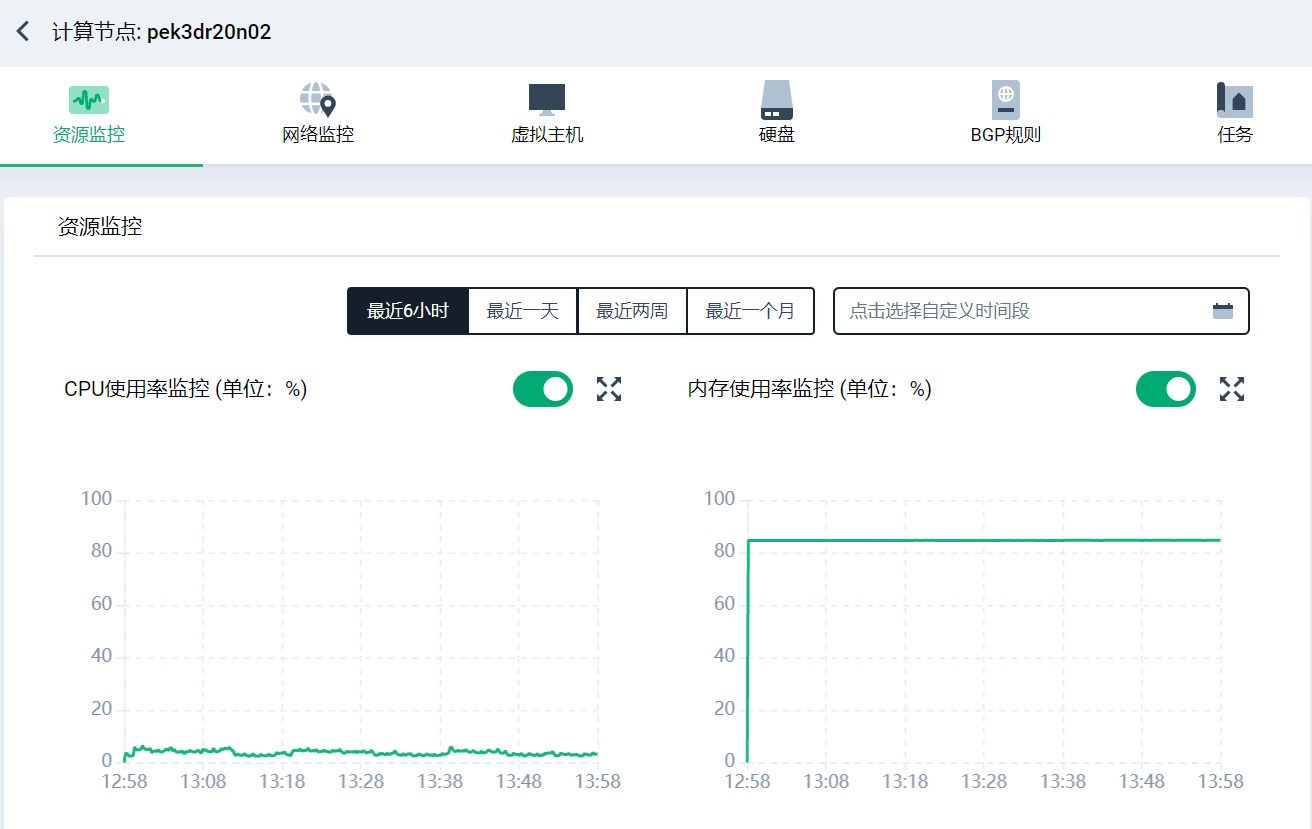 计算节点: pek3dr20n02
资源监控 网络监控 虚拟主机 硬盘 BGP规则 任务
资源监控
最近6小时 最近一天 最近两周 最近一个月 点击选择自定义时间段
CPU使用率监控 (单位：%)
100
80
60
40
20
0
12:58 13:08 13:18 13:28 13:38 13:48 13:58
内存使用率监控 (单位：%)
100
80
60
40
20
0
12:58 13:08 13:18 13:28 13:38 13:48 13:58